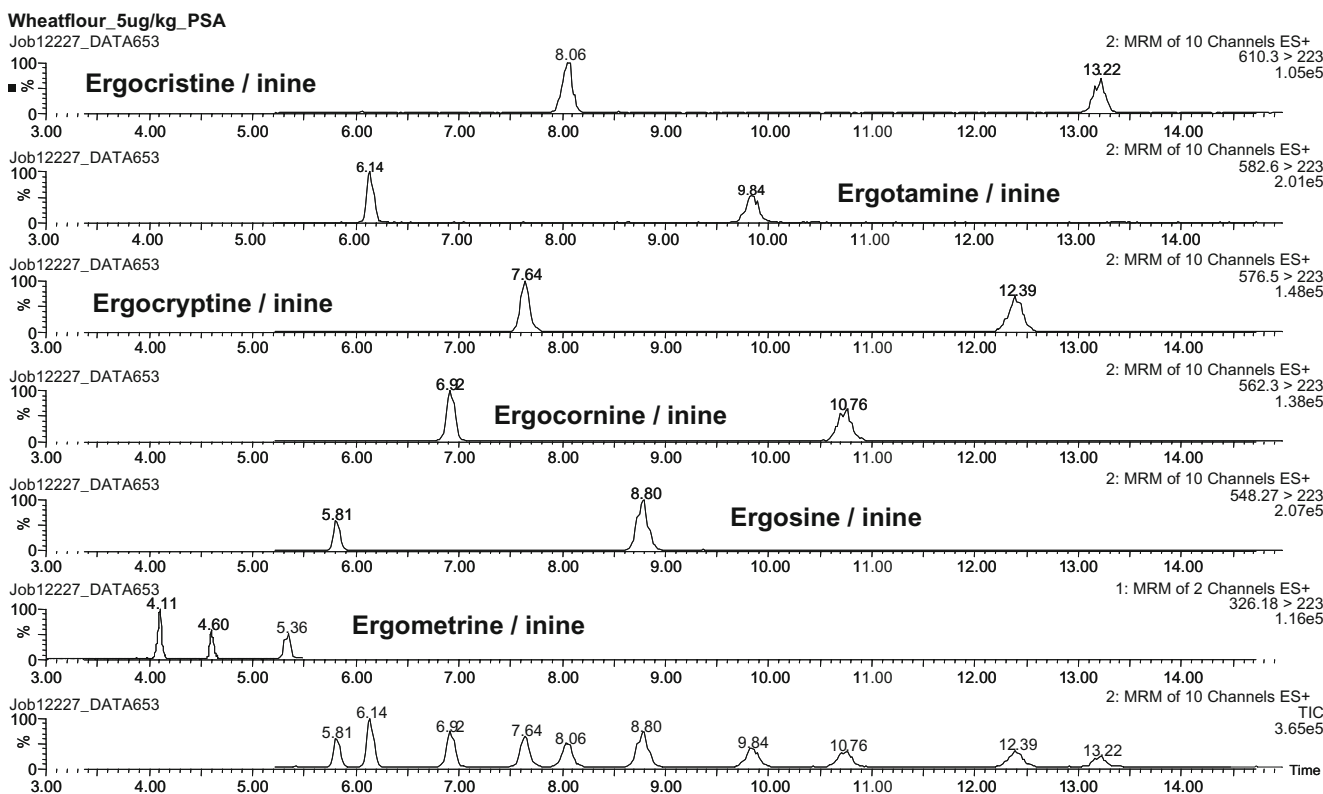 Wheatflour_5ug/kg_PSA
Job12227_DATA653
2: MRM of 10 Channels ES+
610.3 > 223
1.05e5
100
%
0
8.06
13.22
Ergocristine / inine
3.00 4.00 5.00 6.00 7.00 8.00 9.00 10.00 11.00 12.00 13.00 14.00
Job12227_DATA653
2: MRM of 10 Channels ES+
582.6 > 223
2.01e5
100
%
0
6.14
9.84
Ergotamine / inine
3.00 4.00 5.00 6.00 7.00 8.00 9.00 10.00 11.00 12.00 13.00 14.00
Job12227_DATA653
2: MRM of 10 Channels ES+
576.5 > 223
1.48e5
100
%
0
7.64
12.39
Ergocryptine / inine
3.00 4.00 5.00 6.00 7.00 8.00 9.00 10.00 11.00 12.00 13.00 14.00
Job12227_DATA653
2: MRM of 10 Channels ES+
562.3 > 223
1.38e5
100
%
0
6.92
10.76
Ergocornine / inine
3.00 4.00 5.00 6.00 7.00 8.00 9.00 10.00 11.00 12.00 13.00 14.00
Job12227_DATA653
2: MRM of 10 Channels ES+
548.27 > 223
2.07e5
100
%
0
5.81
8.80
Ergosine / inine
3.00 4.00 5.00 6.00 7.00 8.00 9.00 10.00 11.00 12.00 13.00 14.00
Job12227_DATA653
1: MRM of 2 Channels ES+
326.18 > 223
1.16e5
100
%
0
4.11
4.60
5.36
Ergometrine / inine
3.00 4.00 5.00 6.00 7.00 8.00 9.00 10.00 11.00 12.00 13.00 14.00
Job12227_DATA653
2: MRM of 10 Channels ES+
TIC
3.65e5
100
%
0
5.81
6.14
6.92
7.64
8.06
8.80
9.84
10.76
12.39
13.22
Time
3.00 4.00 5.00 6.00 7.00 8.00 9.00 10.00 11.00 12.00 13.00 14.00